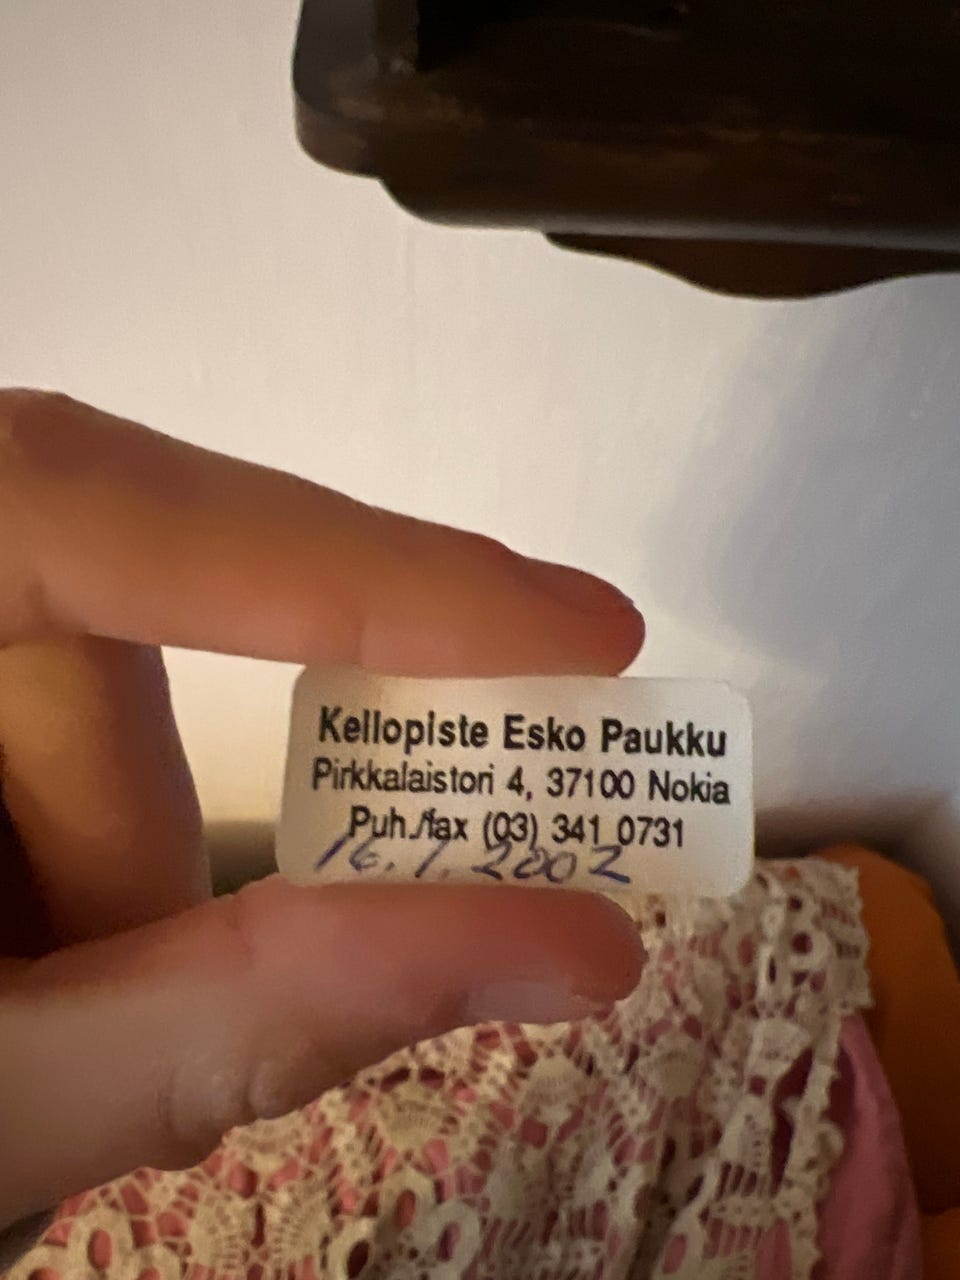 Kellopiste Esko Paukku
Pirkkalaistori 4, 37100 Nokia
Puh./fax (03) 341 0731
16.1.2002